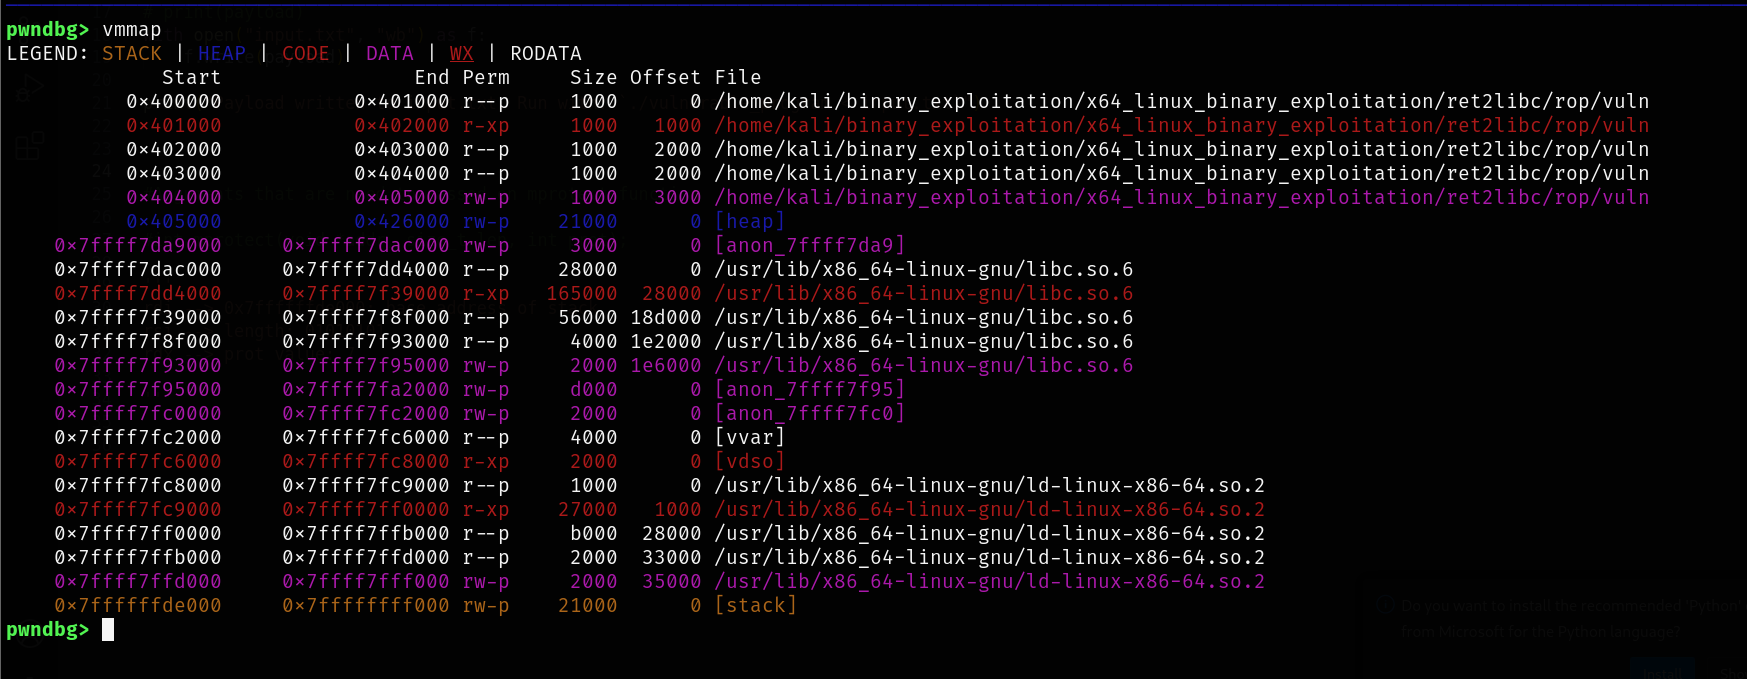 pwndbg> vmmap
LEGEND: STACK | HEAP | CODE | DATA | WX | RODATA
Start End Perm Size Offset File
0x400000 0x401000 r--p 1000 0 /home/kali/binary_exploitation/x64_linux_binary_exploitation/ret2libc/rop/vuln
0x401000 0x402000 r-xp 1000 1000 /home/kali/binary_exploitation/x64_linux_binary_exploitation/ret2libc/rop/vuln
0x402000 0x403000 r--p 1000 2000 /home/kali/binary_exploitation/x64_linux_binary_exploitation/ret2libc/rop/vuln
0x403000 0x404000 r--p 1000 2000 /home/kali/binary_exploitation/x64_linux_binary_exploitation/ret2libc/rop/vuln
0x404000 0x405000 rw-p 1000 3000 /home/kali/binary_exploitation/x64_linux_binary_exploitation/ret2libc/rop/vuln
0x405000 0x426000 rw-p 21000 0 [heap]
0x7ffff7da9000 0x7ffff7dac000 rw-p 3000 0 [anon_7ffff7da9]
0x7ffff7dac000 0x7ffff7dd4000 r--p 28000 0 /usr/lib/x86_64-linux-gnu/libc.so.6
0x7ffff7dd4000 0x7ffff7f39000 r-xp 165000 28000 /usr/lib/x86_64-linux-gnu/libc.so.6
0x7ffff7f39000 0x7ffff7f8f000 r--p 56000 18d000 /usr/lib/x86_64-linux-gnu/libc.so.6
0x7ffff7f8f000 0x7ffff7f93000 r--p 4000 1e2000 /usr/lib/x86_64-linux-gnu/libc.so.6
0x7ffff7f93000 0x7ffff7f95000 rw-p 2000 1e6000 /usr/lib/x86_64-linux-gnu/libc.so.6
0x7ffff7f95000 0x7ffff7fa2000 rw-p d000 0 [anon_7ffff7f95]
0x7ffff7fc0000 0x7ffff7fc2000 rw-p 2000 0 [anon_7ffff7fc0]
0x7ffff7fc2000 0x7ffff7fc6000 r--p 4000 0 [vvar]
0x7ffff7fc6000 0x7ffff7fc8000 r-xp 2000 0 [vdso]
0x7ffff7fc8000 0x7ffff7fc9000 r--p 1000 0 /usr/lib/x86_64-linux-gnu/ld-linux-x86-64.so.2
0x7ffff7fc9000 0x7ffff7ff0000 r-xp 27000 1000 /usr/lib/x86_64-linux-gnu/ld-linux-x86-64.so.2
0x7ffff7ff0000 0x7ffff7ffb000 r--p b000 28000 /usr/lib/x86_64-linux-gnu/ld-linux-x86-64.so.2
0x7ffff7ffb000 0x7ffff7ffd000 r--p 2000 33000 /usr/lib/x86_64-linux-gnu/ld-linux-x86-64.so.2
0x7ffff7ffd000 0x7ffff7fff000 rw-p 2000 35000 /usr/lib/x86_64-linux-gnu/ld-linux-x86-64.so.2
0x7ffffffde000 0x7ffffffff000 rw-p 21000 0 [stack]
Do you want to install the recommended 'Python'
pwndbg>
from Microsoft for the Python language?
Install